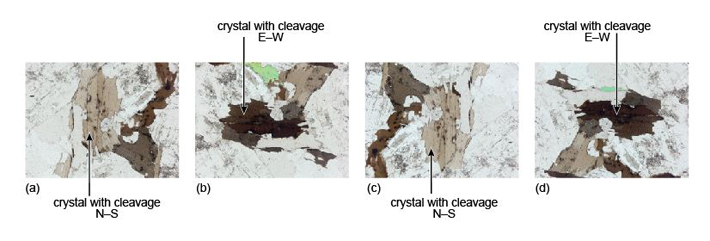 crystal with cleavage
E–W
crystal with cleavage
E–W
(a)
(b)
(c)
(d)
crystal with cleavage
N–S
crystal with cleavage
N–S